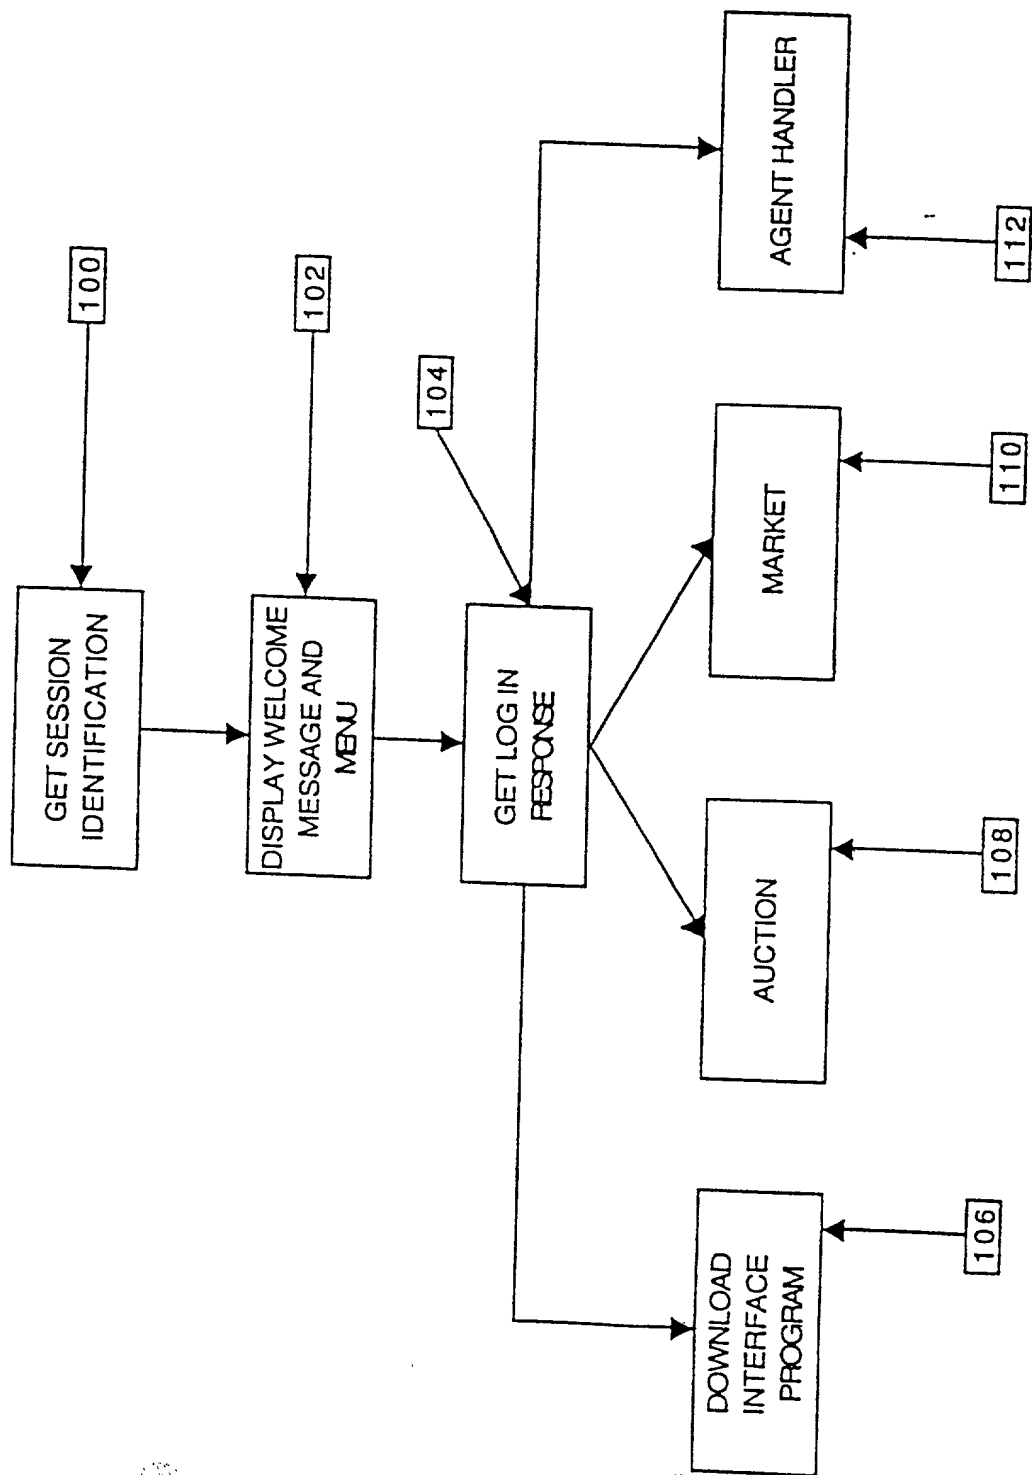 GET SESSION
IDENTIFICATION
100
DISPLAY WELCOME
MESSAGE AND
MENU
102
GET LOG IN
RESPONSE
104
DOWNLOAD
INTERFACE
PROGRAM
106
AUCTION
108
MARKET
110
AGENT HANDLER
112